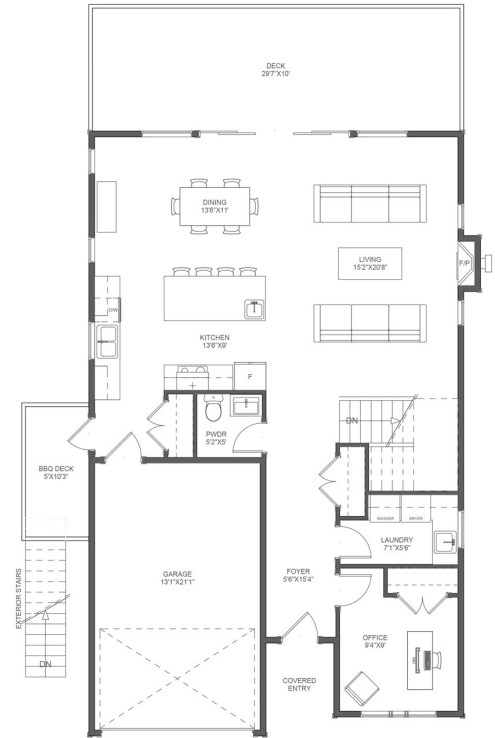 DECK
29'7"X10'
DINING
13'6"X11'
LIVING
15'2"X20'8"
F/P
D/W
KITCHEN
13'6"X9'
F
PWDR
5'2"X5'
DN
BBQ DECK
5'X10'3"
WASHER DRYER
LAUNDRY
7'1"X5'6"
GARAGE
13'1"X21'1"
FOYER
5'6"X15'4"
EXTERIOR STAIRS
DN
OFFICE
9'4"X9'
COVERED
ENTRY